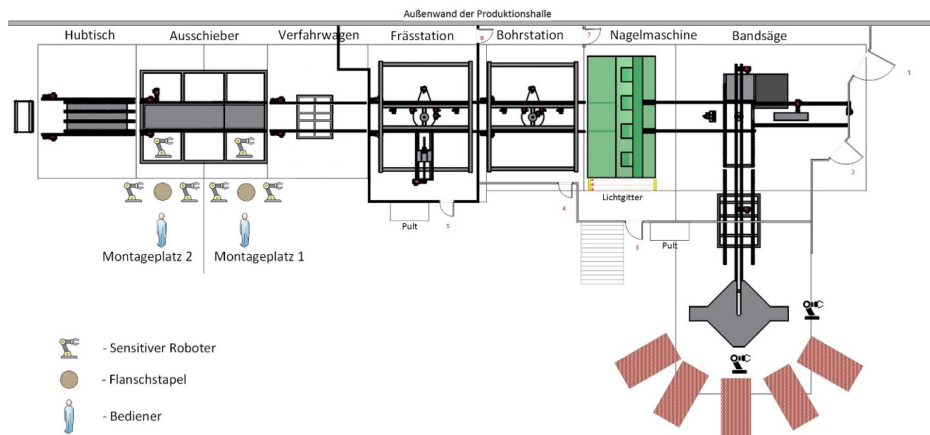 Außenwand der Produktionshalle
Hubtisch Ausschieber Verfahrwagen Frässtation Bohrstation Nagelmaschine Bandsäge
8 7 1
2
Lichtgitter
4
5 3
Pult Pult
Montageplatz 2 Montageplatz 1
- Sensitiver Roboter
- Flanschstapel
- Bediener